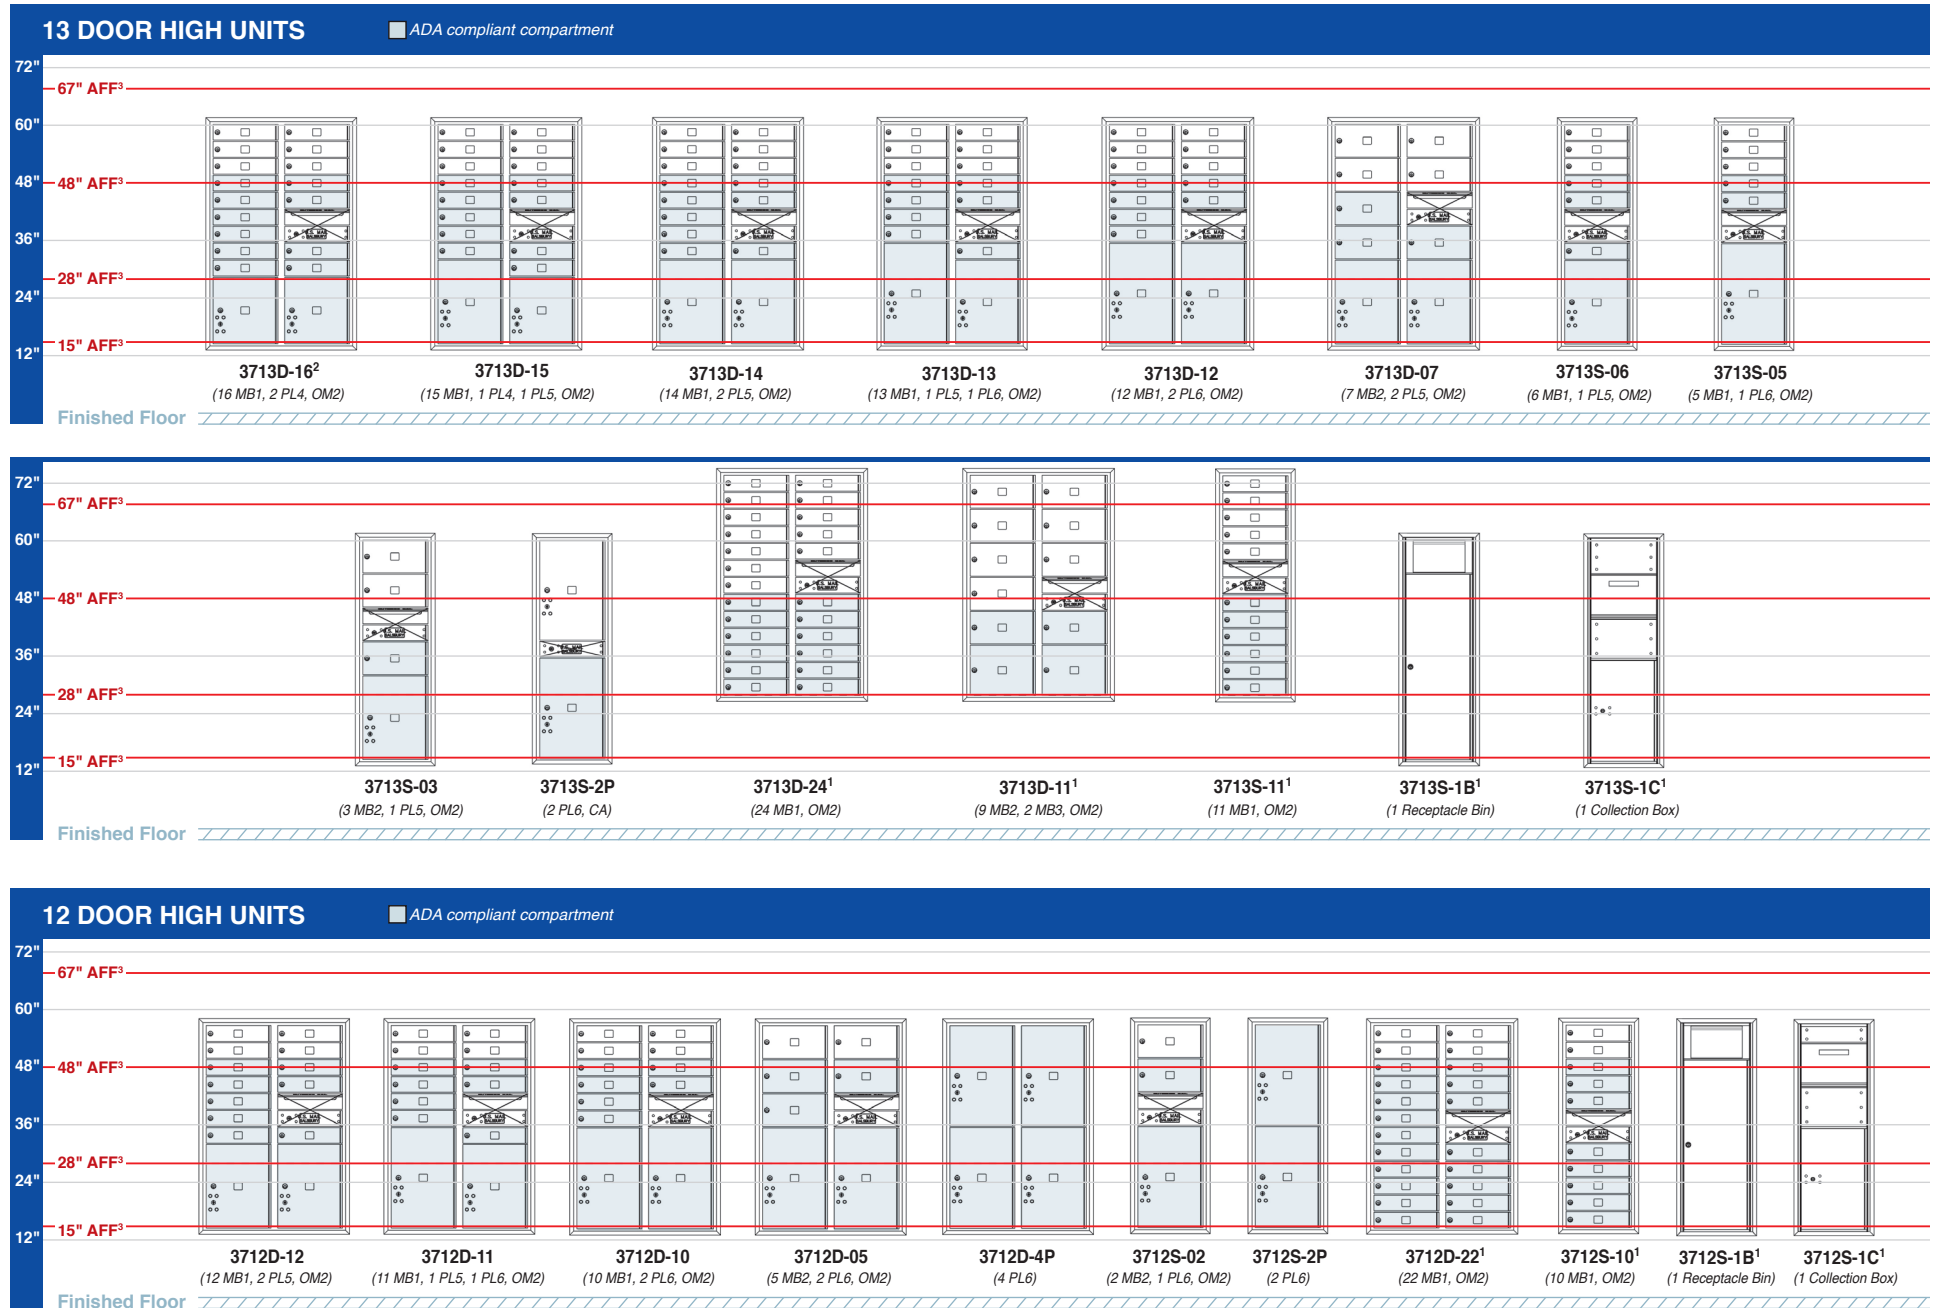 13 DOOR HIGH UNITS
ADA compliant compartment
72"
67" AFF³
60"
48"
48" AFF³
36"
28" AFF³
24"
15" AFF³
12"
3713D-16²
3713D-15
3713D-14
3713D-13
3713D-12
3713D-07
3713S-06
3713S-05
(16 MB1, 2 PL4, OM2)
(15 MB1, 1 PL4, 1 PL5, OM2)
(14 MB1, 2 PL5, OM2)
(13 MB1, 1 PL5, 1 PL6, OM2)
(12 MB1, 2 PL6, OM2)
(7 MB2, 2 PL5, OM2)
(6 MB1, 1 PL5, OM2)
(5 MB1, 1 PL6, OM2)
Finished Floor
72"
67" AFF³
60"
48"
48" AFF³
36"
28" AFF³
24"
15" AFF³
12"
3713S-03
3713S-2P
3713D-24¹
3713D-11¹
3713S-11¹
3713S-1B¹
3713S-1C¹
(3 MB2, 1 PL5, OM2)
(2 PL6, CA)
(24 MB1, OM2)
(9 MB2, 2 MB3, OM2)
(11 MB1, OM2)
(1 Receptacle Bin)
(1 Collection Box)
Finished Floor
12 DOOR HIGH UNITS
ADA compliant compartment
72"
67" AFF³
60"
48"
48" AFF³
36"
28" AFF³
24"
15" AFF³
12"
3712D-12
3712D-11
3712D-10
3712D-05
3712D-4P
3712S-02
3712S-2P
3712D-22¹
3712S-10¹
3712S-1B¹
3712S-1C¹
(12 MB1, 2 PL5, OM2)
(11 MB1, 1 PL5, 1 PL6, OM2)
(10 MB1, 2 PL6, OM2)
(5 MB2, 2 PL6, OM2)
(4 PL6)
(2 MB2, 1 PL6, OM2)
(2 PL6)
(22 MB1, OM2)
(10 MB1, OM2)
(1 Receptacle Bin)
(1 Collection Box)
Finished Floor